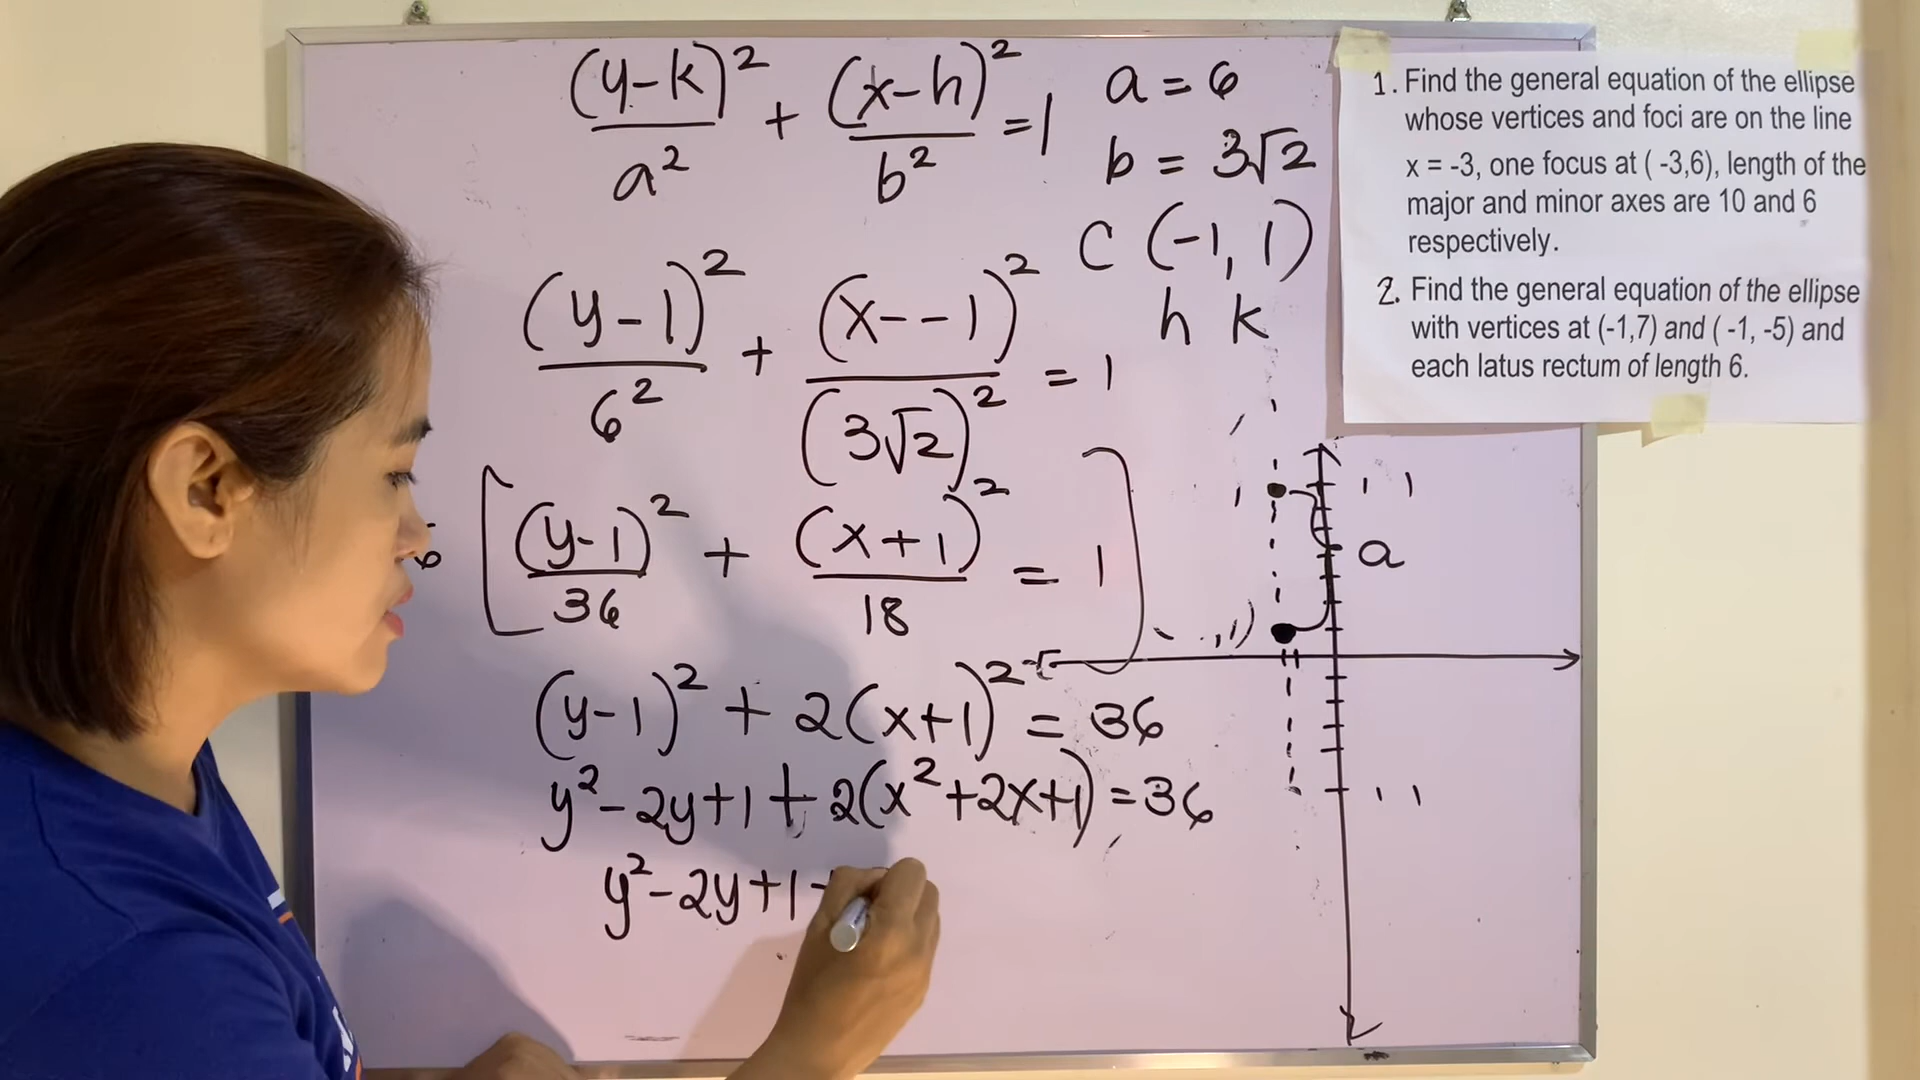 (y-k)²/a² + (x-h)²/b² = 1
a = 6
b = 3√2
C (-1, 1)
h k
(y-1)²/6² + (x--1)²/(3√2)² = 1
[(y-1)²/36 + (x+1)²/18 = 1]
(y-1)² + 2(x+1)² = 36
y² - 2y + 1 + 2(x² + 2x + 1) = 36
y² - 2y + 1
1. Find the general equation of the ellipse
whose vertices and foci are on the line
x = -3, one focus at ( -3,6), length of the
major and minor axes are 10 and 6
respectively.
2. Find the general equation of the ellipse
with vertices at (-1,7) and ( -1, -5) and
each latus rectum of length 6.
a